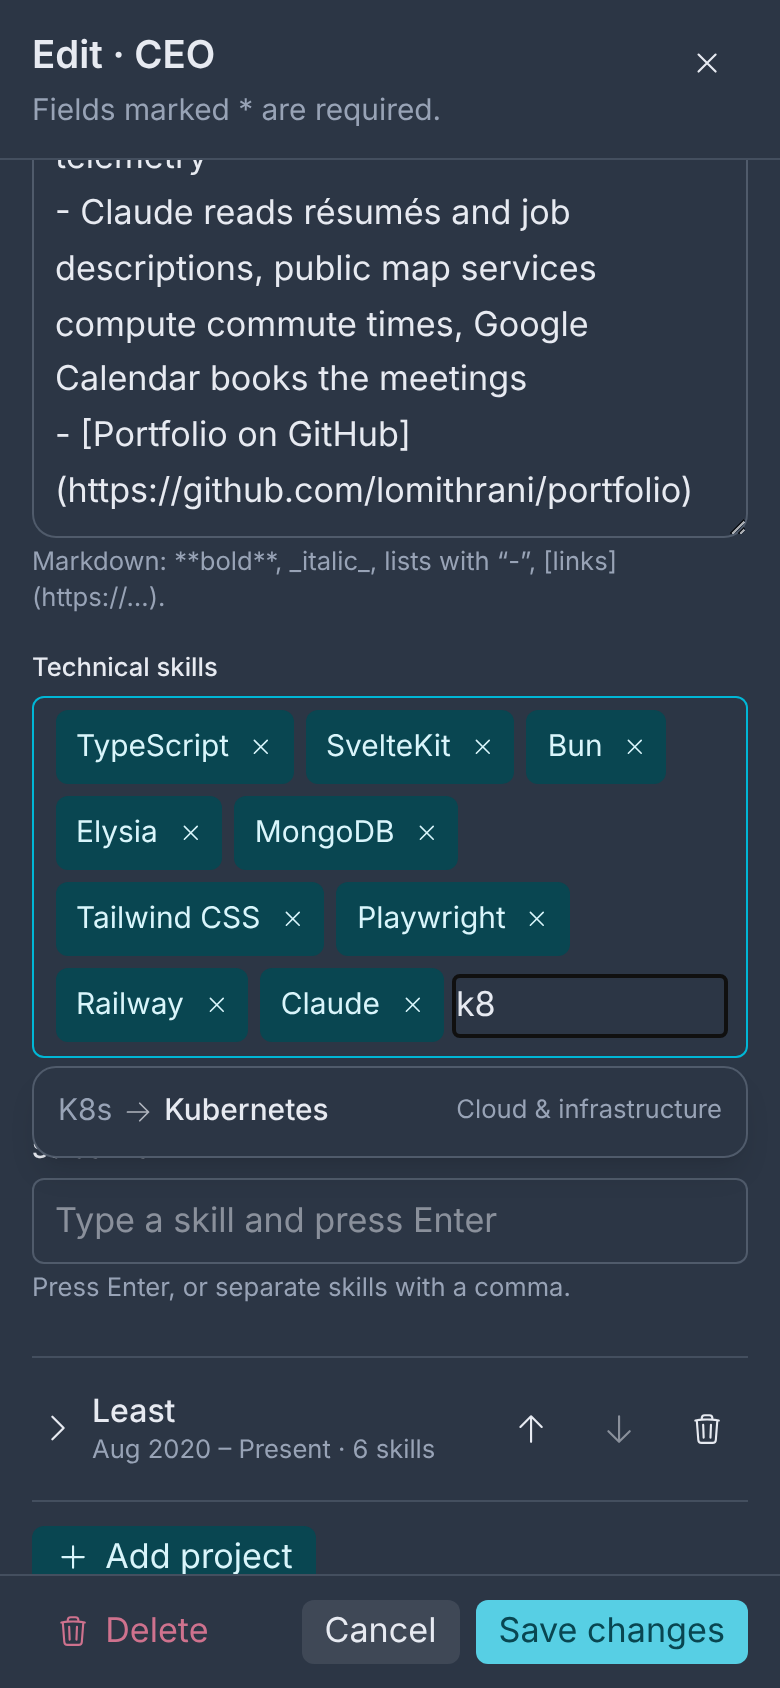 Edit · CEO
Fields marked * are required.
telemetry
- Claude reads résumés and job
descriptions, public map services
compute commute times, Google
Calendar books the meetings
- [Portfolio on GitHub]
(https://github.com/lomithrani/portfolio)
Markdown: **bold**, _italic_, lists with “-”, [links]
(https://…).
Technical skills
TypeScript × SvelteKit × Bun ×
Elysia × MongoDB ×
Tailwind CSS × Playwright ×
Railway × Claude × k8
K8s → Kubernetes Cloud & infrastructure
Type a skill and press Enter
Press Enter, or separate skills with a comma.
Least
Aug 2020 – Present · 6 skills
+ Add project
Delete Cancel Save changes